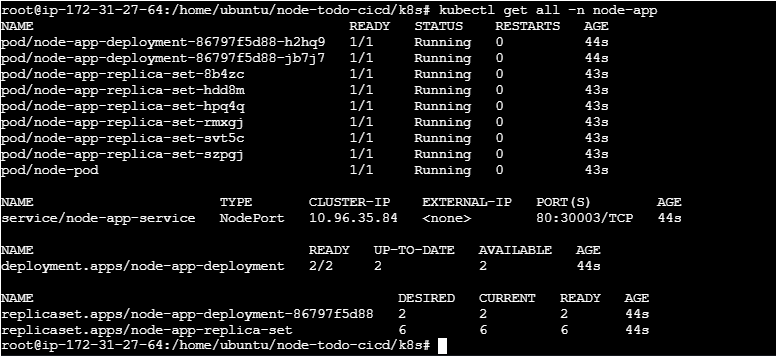 root@ip-172-31-27-64:/home/ubuntu/node-todo-cicd/k8s# kubectl get all -n node-app
NAME READY STATUS RESTARTS AGE
pod/node-app-deployment-86797f5d88-h2hq9 1/1 Running 0 44s
pod/node-app-deployment-86797f5d88-jb7j7 1/1 Running 0 44s
pod/node-app-replica-set-8b4zc 1/1 Running 0 43s
pod/node-app-replica-set-hdd8m 1/1 Running 0 43s
pod/node-app-replica-set-hpq4q 1/1 Running 0 43s
pod/node-app-replica-set-rmxgj 1/1 Running 0 43s
pod/node-app-replica-set-svt5c 1/1 Running 0 43s
pod/node-app-replica-set-szpgj 1/1 Running 0 43s
pod/node-pod 1/1 Running 0 43s
NAME TYPE CLUSTER-IP EXTERNAL-IP PORT(S) AGE
service/node-app-service NodePort 10.96.35.84 <none> 80:30003/TCP 44s
NAME READY UP-TO-DATE AVAILABLE AGE
deployment.apps/node-app-deployment 2/2 2 2 44s
NAME DESIRED CURRENT READY AGE
replicaset.apps/node-app-deployment-86797f5d88 2 2 2 44s
replicaset.apps/node-app-replica-set 6 6 6 44s
root@ip-172-31-27-64:/home/ubuntu/node-todo-cicd/k8s#